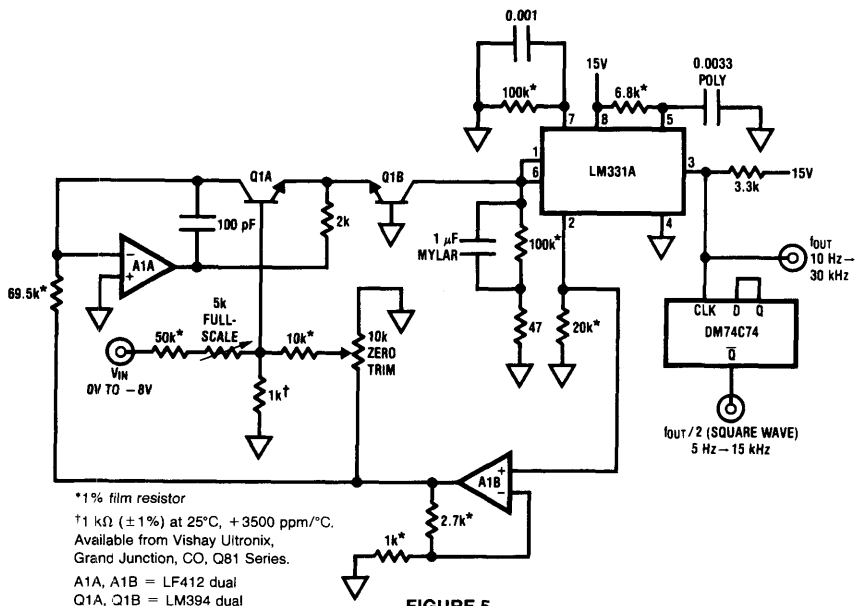 0.001
15V
0.0033
POLY
100k*
6.8k*
7
8
5
1
6
LM331A
3
3.3k
15V
2
4
Q1A
Q1B
100 pF
2k
1 μF
MYLAR
100k*
47
20k*
fOUT
10 Hz→
30 kHz
CLK D Q
DM74C74
Q̅
fOUT/2 (SQUARE WAVE)
5 Hz→15 kHz
−
+
A1A
69.5k*
5k
FULL-
SCALE
50k*
10k*
10k
ZERO
TRIM
VIN
0V TO −8V
1k†
+
−
A1B
2.7k*
1k*
*1% film resistor
†1 kΩ (±1%) at 25°C, +3500 ppm/°C.
Available from Vishay Ultronix,
Grand Junction, CO, Q81 Series.
A1A, A1B = LF412 dual
Q1A, Q1B = LM394 dual
FIGURE 5